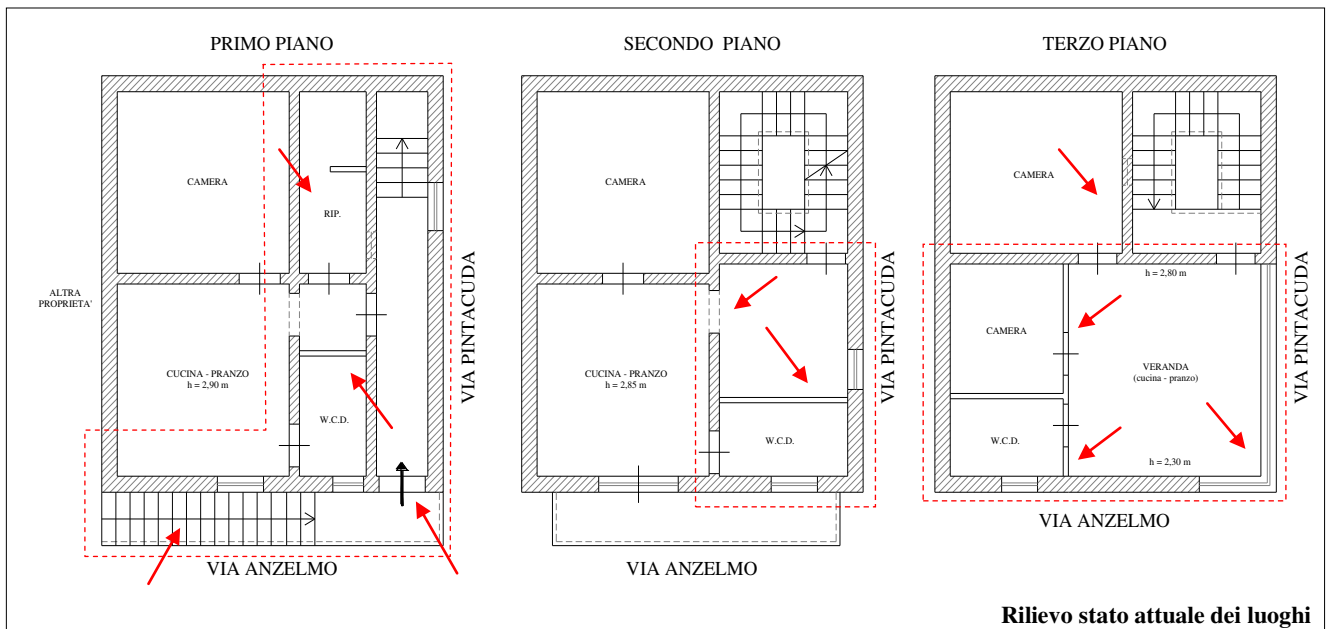 PRIMO PIANO
CAMERA
RIP.
ALTRA
PROPRIETA'
CUCINA - PRANZO
h = 2,90 m
W.C.D.
VIA PINTACUDA
VIA ANZELMO
SECONDO PIANO
CAMERA
CUCINA - PRANZO
h = 2,85 m
W.C.D.
VIA PINTACUDA
VIA ANZELMO
TERZO PIANO
CAMERA
h = 2,80 m
CAMERA
VERANDA
(cucina - pranzo)
W.C.D.
h = 2,30 m
VIA PINTACUDA
VIA ANZELMO
Rilievo stato attuale dei luoghi